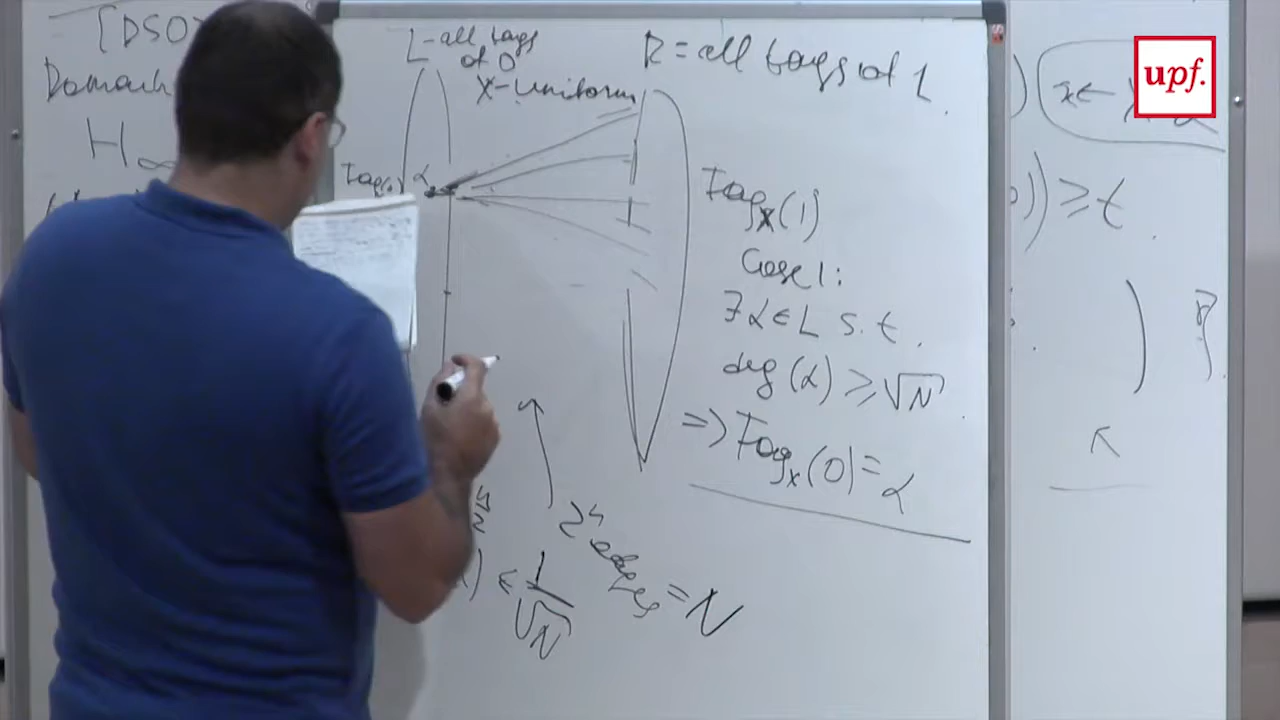 [DSO
Domain
H∞
L-all tags
of 0
X-uniform
R = all tags of 1
α
Tag_x(1)
Case 1:
∃ α ∈ L s.t.
deg(α) ≥ √N
=> Tag_x(0) = α
2^n edges = N
≤ 1/√N
x ←
)) ≥ t
upf.